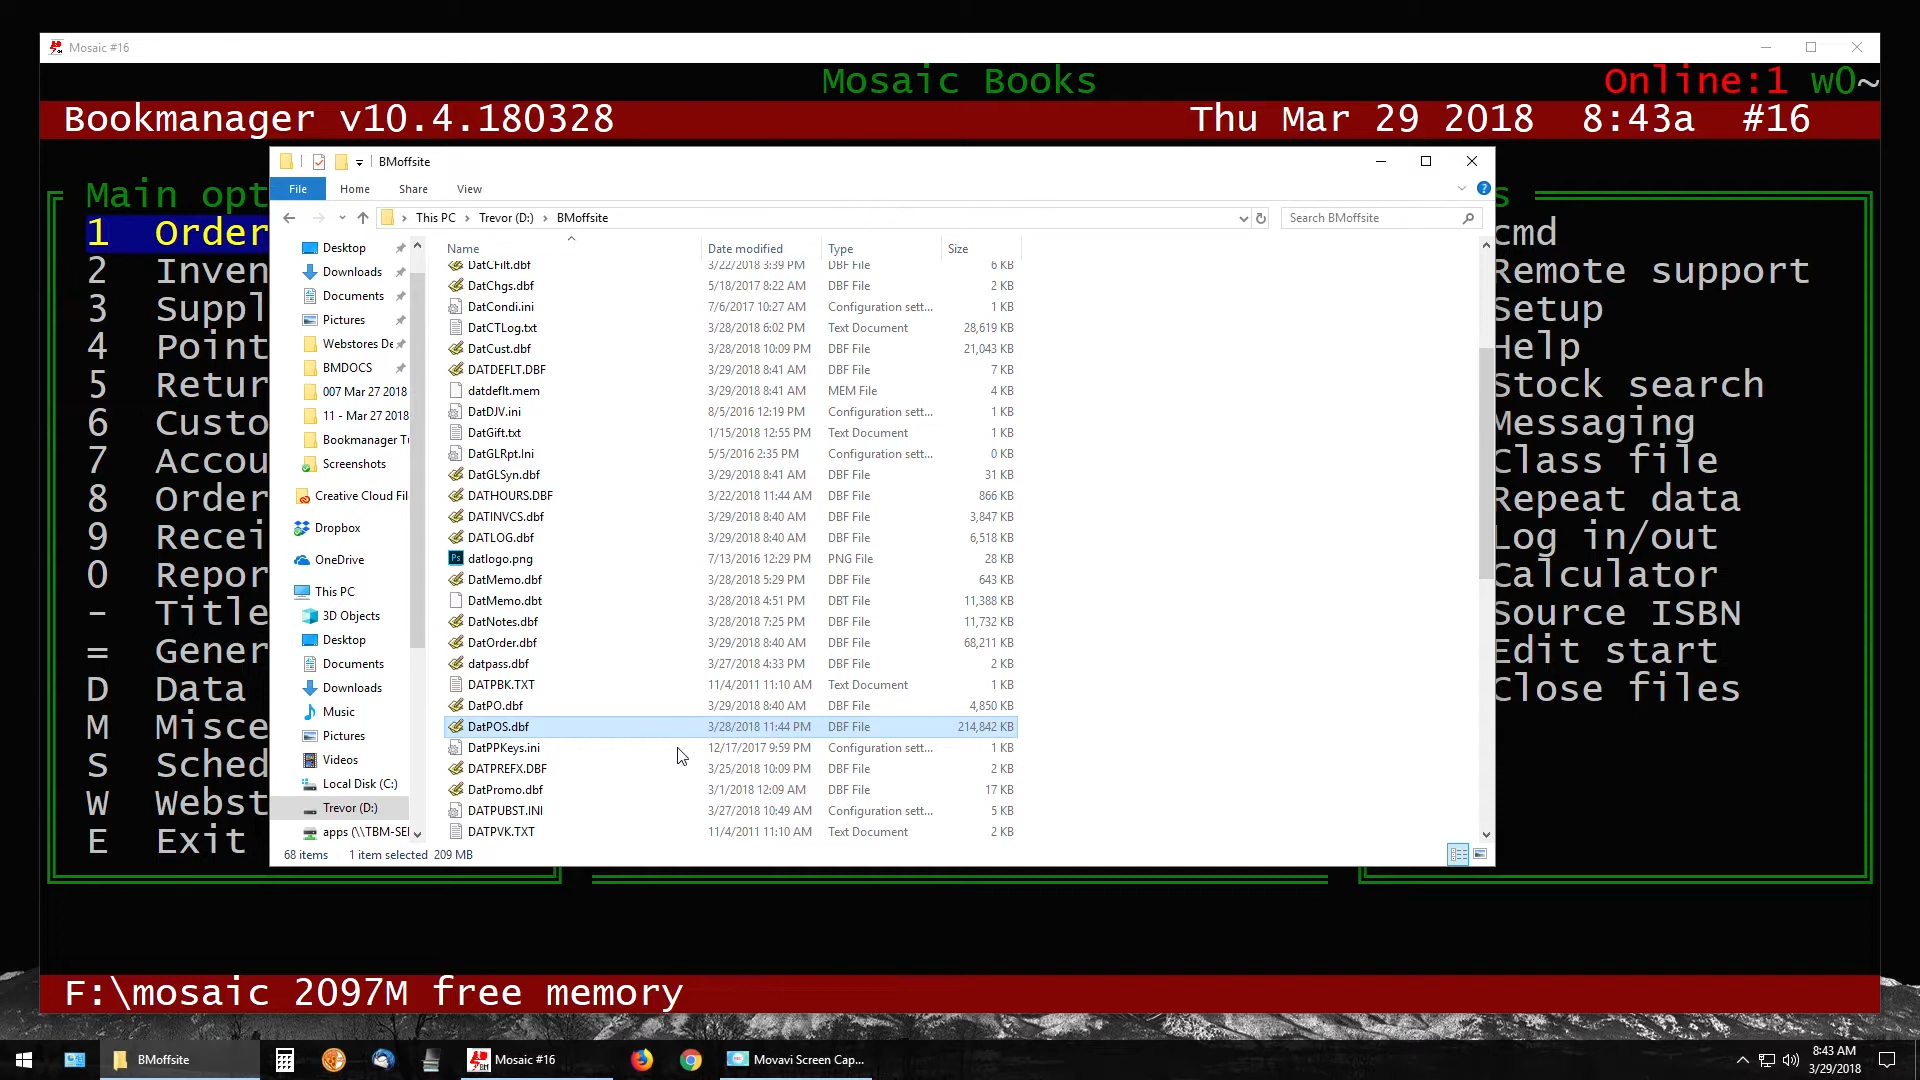 Mosaic #16
Mosaic Books Online:1 wO~
Bookmanager v10.4.180328 Thu Mar 29 2018 8:43a #16
BMoffsite
File Home Share View
This PC > Trevor (D:) > BMoffsite
Search BMoffsite
Main opt
1 Order
2 Inven
3 Suppl
4 Point
5 Retur
6 Custo
7 Accou
8 Order
9 Recei
0 Repor
- Title
= Gener
D Data
M Misce
S Sched
W Webst
E Exit
Desktop
Downloads
Documents
Pictures
Webstores De
BMDOCS
007 Mar 27 2018
11 - Mar 27 2018
Bookmanager Tu
Screenshots
Creative Cloud Fil
Dropbox
OneDrive
This PC
3D Objects
Desktop
Documents
Downloads
Music
Pictures
Videos
Local Disk (C:)
Trevor (D:)
apps (\\TBM-SE
Name Date modified Type Size
DatCFilt.dbf 3/22/2018 3:39 PM DBF File 6 KB
DatChgs.dbf 5/18/2017 8:22 AM DBF File 2 KB
DatCondi.ini 7/6/2017 10:27 AM Configuration sett... 1 KB
DatCTLog.txt 3/28/2018 6:02 PM Text Document 28,619 KB
DatCust.dbf 3/28/2018 10:09 PM DBF File 21,043 KB
DATDEFLT.DBF 3/29/2018 8:41 AM DBF File 7 KB
datdeflt.mem 3/29/2018 8:41 AM MEM File 4 KB
DatDJV.ini 8/5/2016 12:19 PM Configuration sett... 1 KB
DatGift.txt 1/15/2018 12:55 PM Text Document 1 KB
DatGLRpt.Ini 5/5/2016 2:35 PM Configuration sett... 0 KB
DatGLSyn.dbf 3/29/2018 8:41 AM DBF File 31 KB
DATHOURS.DBF 3/22/2018 11:44 AM DBF File 866 KB
DATINVCS.dbf 3/29/2018 8:40 AM DBF File 3,847 KB
DATLOG.dbf 3/29/2018 8:40 AM DBF File 6,518 KB
datlogo.png 7/13/2016 12:29 PM PNG File 28 KB
DatMemo.dbf 3/28/2018 5:29 PM DBF File 643 KB
DatMemo.dbt 3/28/2018 4:51 PM DBT File 11,388 KB
DatNotes.dbf 3/28/2018 7:25 PM DBF File 11,732 KB
DatOrder.dbf 3/29/2018 8:40 AM DBF File 68,211 KB
datpass.dbf 3/27/2018 4:33 PM DBF File 2 KB
DATPBK.TXT 11/4/2011 11:10 AM Text Document 1 KB
DatPO.dbf 3/29/2018 8:40 AM DBF File 4,850 KB
DatPOS.dbf 3/28/2018 11:44 PM DBF File 214,842 KB
DatPPKeys.ini 12/17/2017 9:59 PM Configuration sett... 1 KB
DATPREFX.DBF 3/25/2018 10:09 PM DBF File 2 KB
DatPromo.dbf 3/1/2018 12:09 AM DBF File 17 KB
DATPUBST.INI 3/27/2018 10:49 AM Configuration sett... 5 KB
DATPVK.TXT 11/4/2011 11:10 AM Text Document 2 KB
68 items 1 item selected 209 MB
s
cmd
Remote support
Setup
Help
Stock search
Messaging
Class file
Repeat data
Log in/out
Calculator
Source ISBN
Edit start
Close files
F:\mosaic 2097M free memory
BMoffsite
Mosaic #16
Movavi Screen Cap...
8:43 AM
3/29/2018